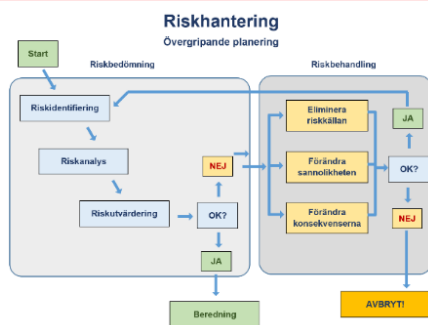 Riskhantering
Övergripande planering
Start
Riskbedömning
Riskbehandling
Riskidentifiering
Eliminera
riskkällan
JA
Riskanalys
NEJ
Förändra
sannolikheten
OK?
Riskutvärdering
OK?
Förändra
konsekvenserna
NEJ
JA
Beredning
AVBRYT!